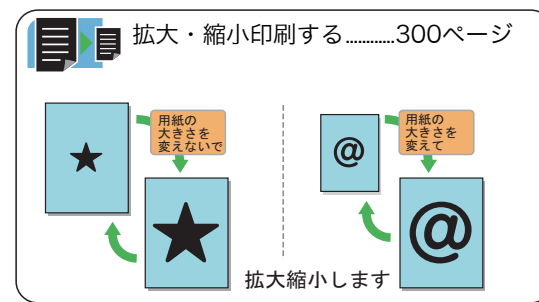 拡大・縮小印刷する............300ページ
用紙の
大きさを
変えないで
用紙の
大きさを
変えて
@
@
拡大縮小します